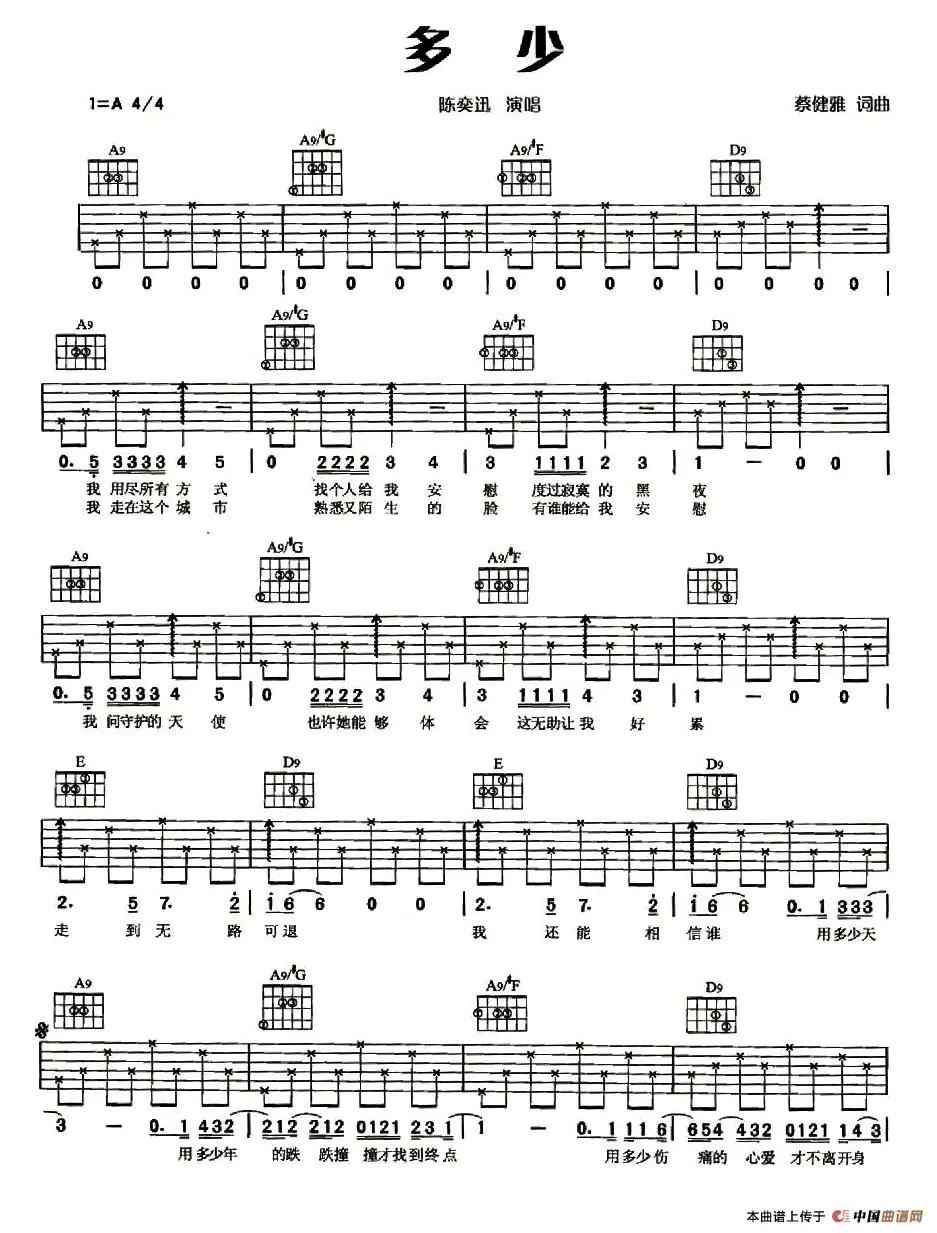 多 少
1=A 4/4 陈奕迅 演唱 蔡健雅 词曲
A9 A9/#G A9/#F D9
0 0 0 0 | 0 0 0 0 | 0 0 0 0 | 0 0 0 0 |
A9 A9/#G A9/#F D9
0. 5 3333 4 5 | 0 2222 3 4 | 3 1111 2 3 | 1 — 0 0 |
我 用尽所有 方 式 找个人给 我 安 慰 度过寂寞 的 黑 夜
我 走在这个 城 市 熟悉又陌 生 的 脸 有谁能给 我 安 慰
A9 A9/#G A9/#F D9
0. 5 3333 4 5 | 0 2222 3 4 | 3 1111 4 3 | 1 — 0 0 |
我 问守护的 天 使 也许她能 够 体 会 这无助让 我 好 累
E D9 E D9
2. 5 7. 2 | i 6 6 0 0 | 2. 5 7. 2 | i 6 6 0. 1 333 |
走 到 无 路 可退 我 还 能 相 信谁 用多少天
A9 A9/#G A9/#F D9
3 — 0. 1 432 | 212 212 0121 231 | 1 — 0. 1 116 | 654 432 0121 143 |
用多少年 的跌 跌撞 撞才找到终点 用多少伤 痛的 心爱 才不离开身
本曲谱上传于 中国曲谱网